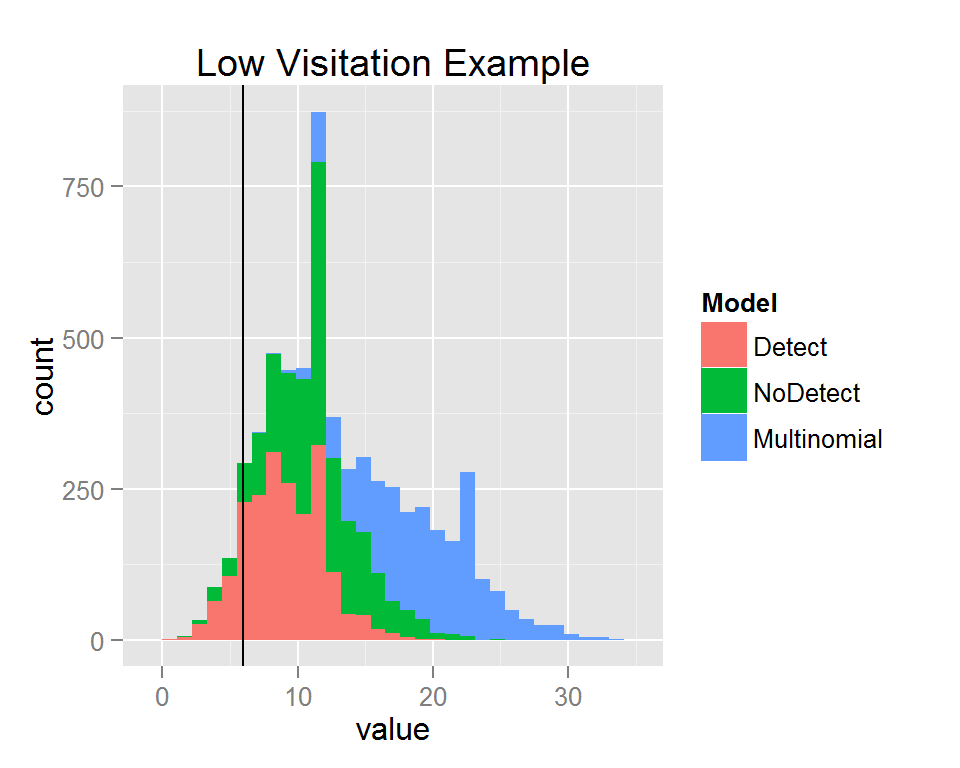 Low Visitation Example
count
750
500
250
0
0 10 20 30
value
Model
Detect
NoDetect
Multinomial